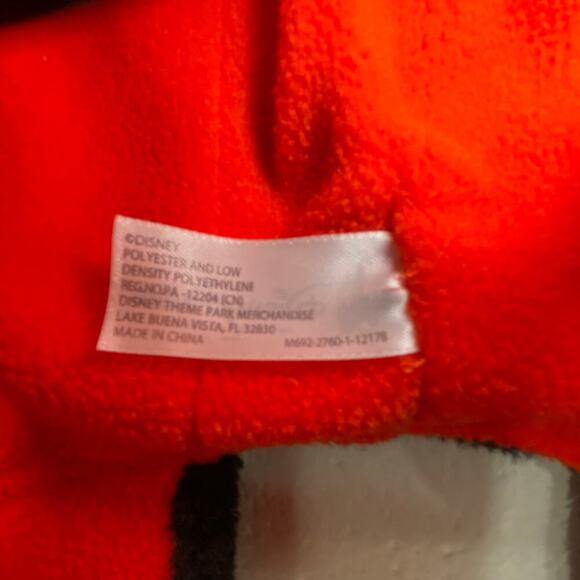 ©DISNEY
POLYESTER AND LOW
DENSITY POLYETHYLENE
REG.NO.PA -12204 (CN)
DISNEY THEME PARK MERCHANDISE
LAKE BUENA VISTA, FL 32830
MADE IN CHINA
M692-2760-1-12178